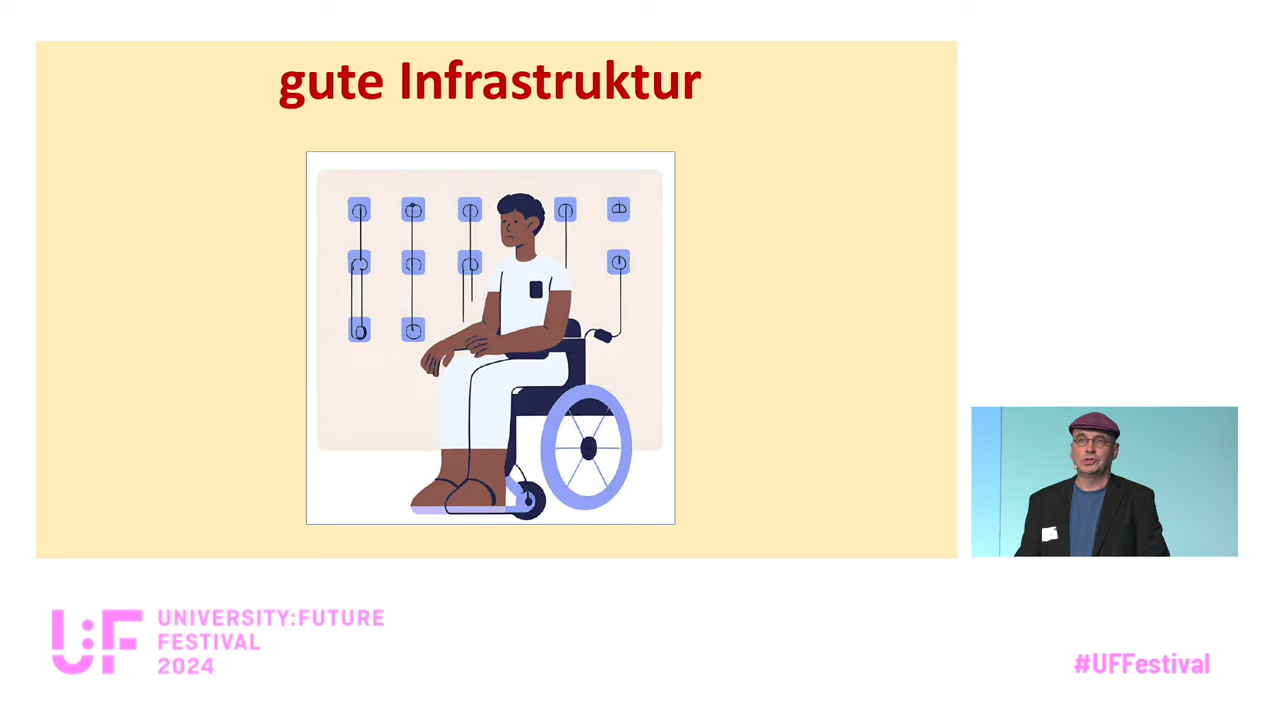 gute Infrastruktur
U:F
UNIVERSITY:FUTURE
FESTIVAL
2024
#UFFestival